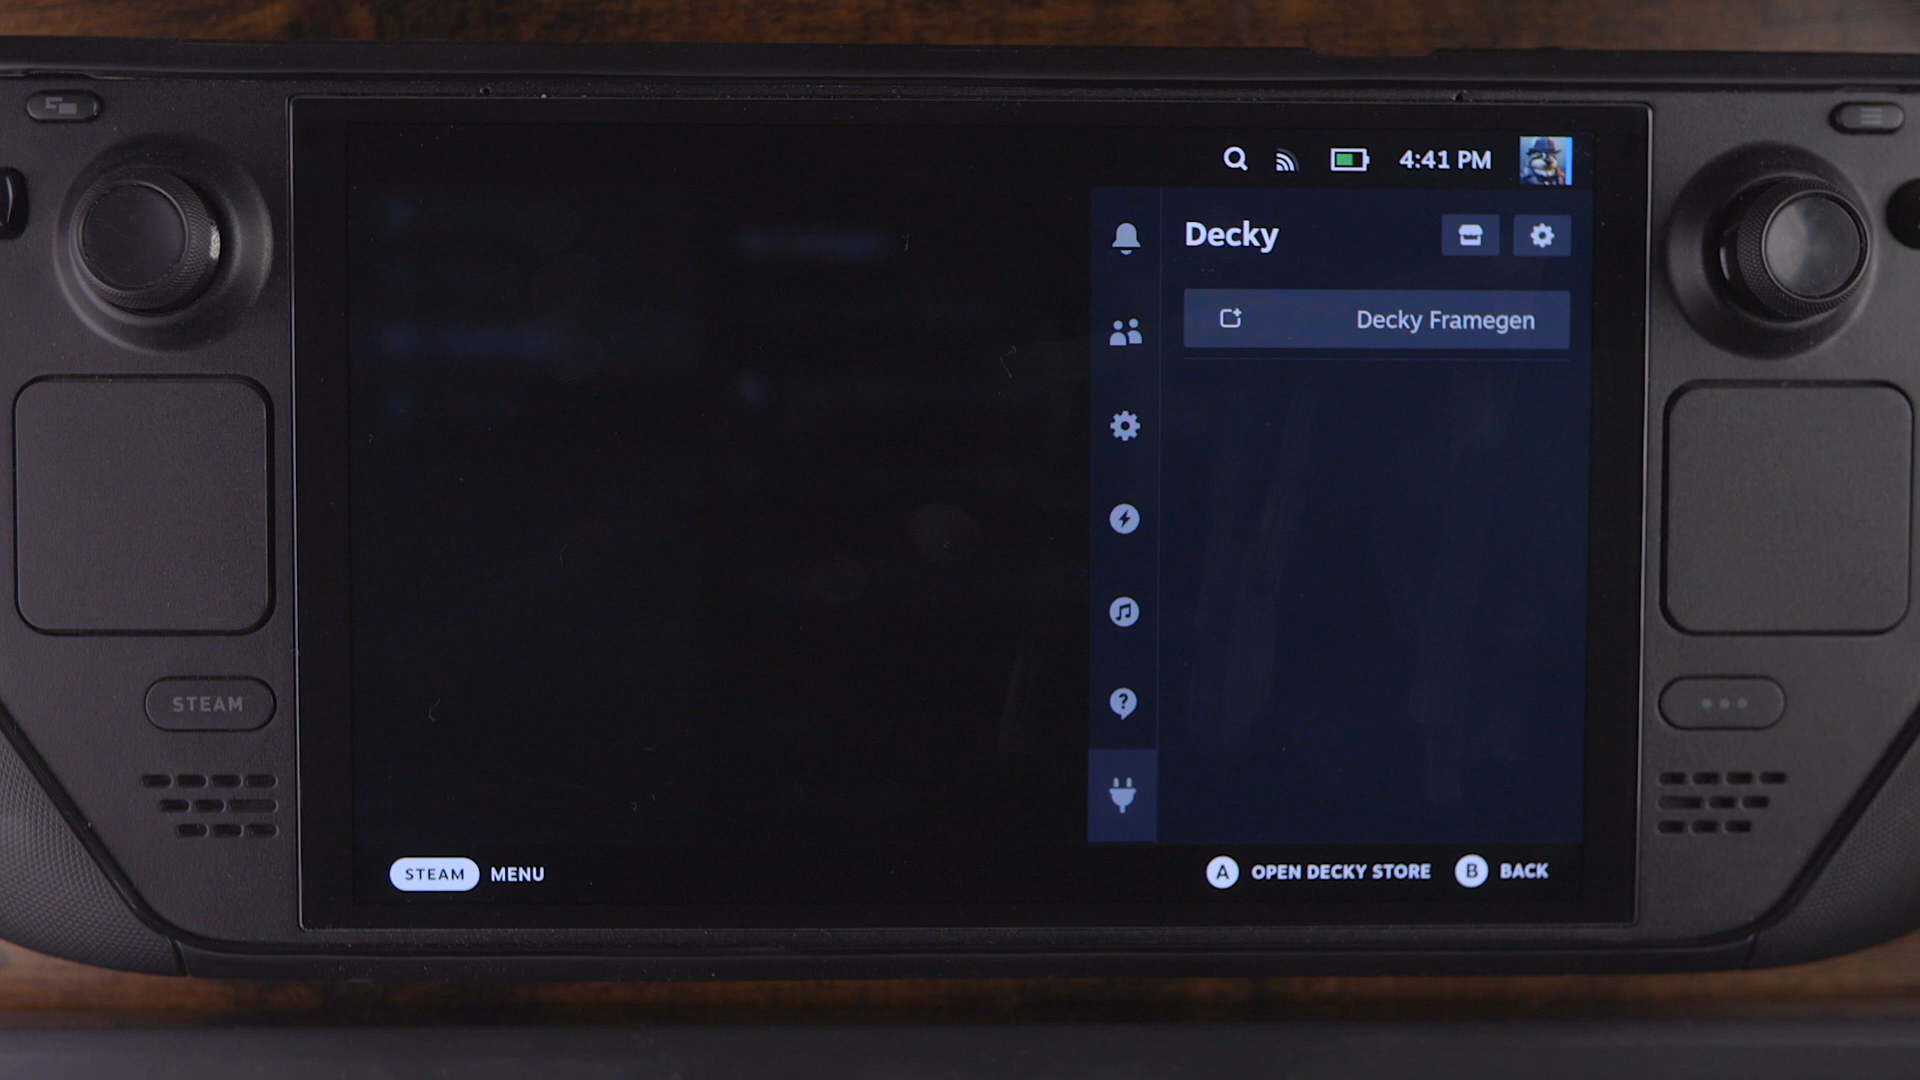 4:41 PM
Decky
Decky Framegen
STEAM
STEAM MENU
A OPEN DECKY STORE B BACK